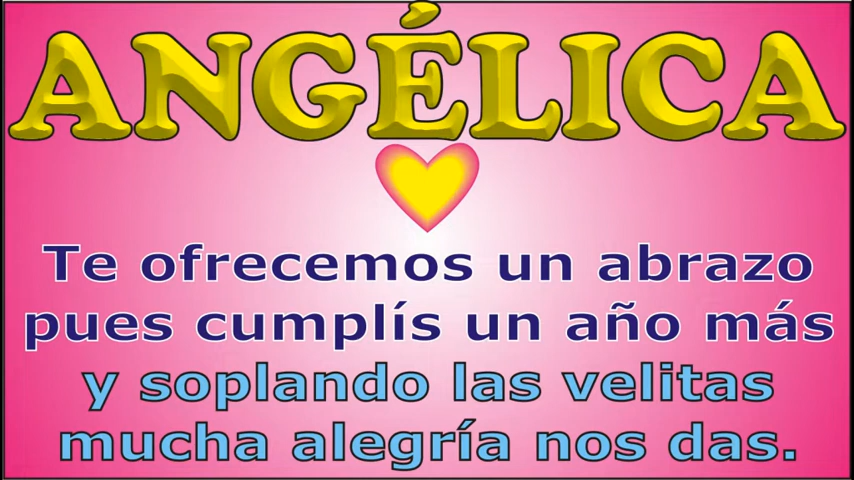 ANGÉLICA
Te ofrecemos un abrazo
pues cumplís un año más
y soplando las velitas
mucha alegría nos das.